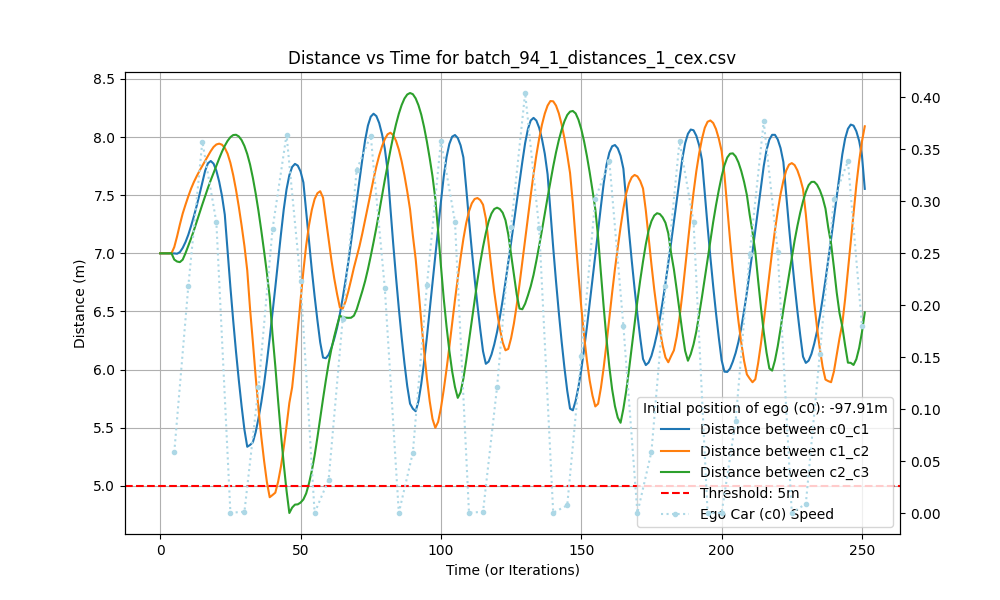 Distance vs Time for batch_94_1_distances_1_cex.csv
8.5
8.0
7.5
7.0
6.5
6.0
5.5
5.0
Distance (m)
0.40
0.35
0.30
0.25
0.20
0.15
0.10
0.05
0.00
Initial position of ego (c0): -97.91m
Distance between c0_c1
Distance between c1_c2
Distance between c2_c3
Threshold: 5m
Ego Car (c0) Speed
0
50
100
150
200
250
Time (or Iterations)